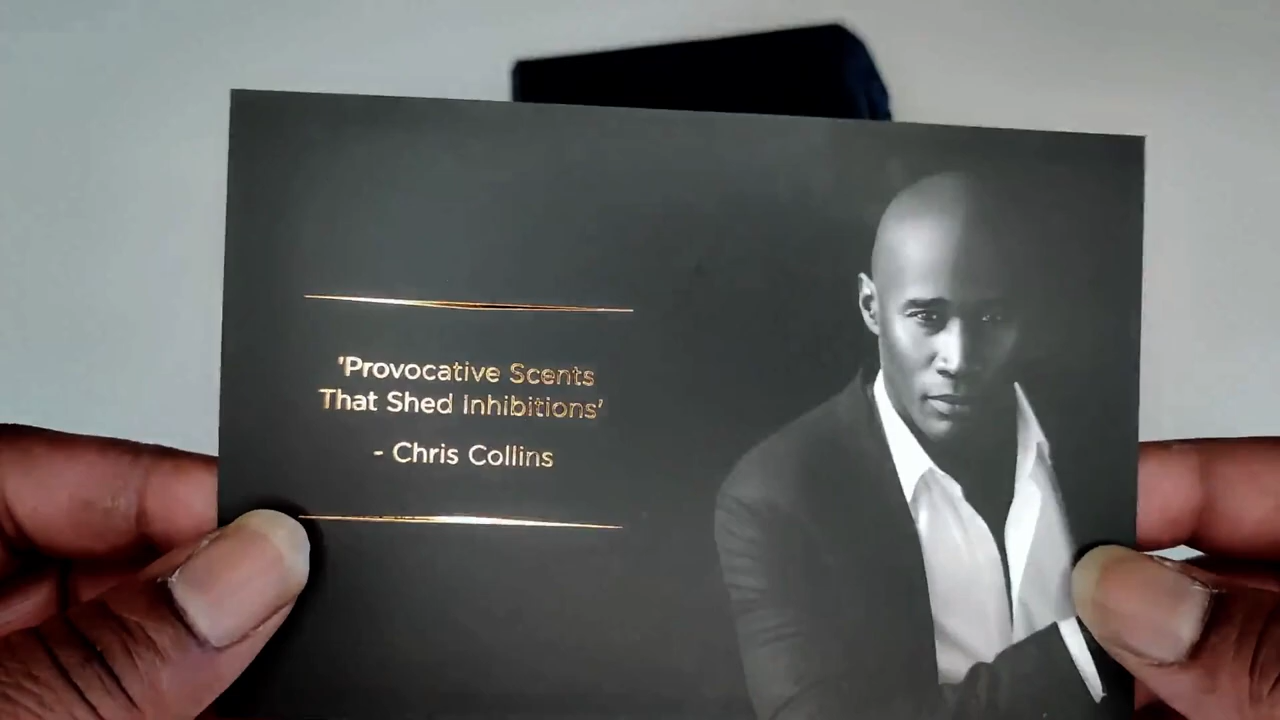 'Provocative Scents
That Shed Inhibitions'
- Chris Collins